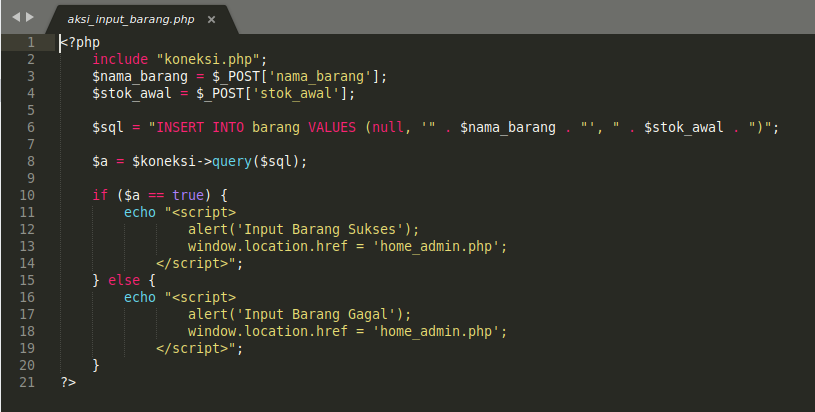 aksi_input_barang.php ×
1 <?php
2     include "koneksi.php";
3     $nama_barang = $_POST['nama_barang'];
4     $stok_awal = $_POST['stok_awal'];
5
6     $sql = "INSERT INTO barang VALUES (null, '" . $nama_barang . "', " . $stok_awal . ")";
7
8     $a = $koneksi->query($sql);
9
10     if ($a == true) {
11         echo "<script>
12                 alert('Input Barang Sukses');
13                 window.location.href = 'home_admin.php';
14             </script>";
15     } else {
16         echo "<script>
17                 alert('Input Barang Gagal');
18                 window.location.href = 'home_admin.php';
19             </script>";
20     }
21 ?>